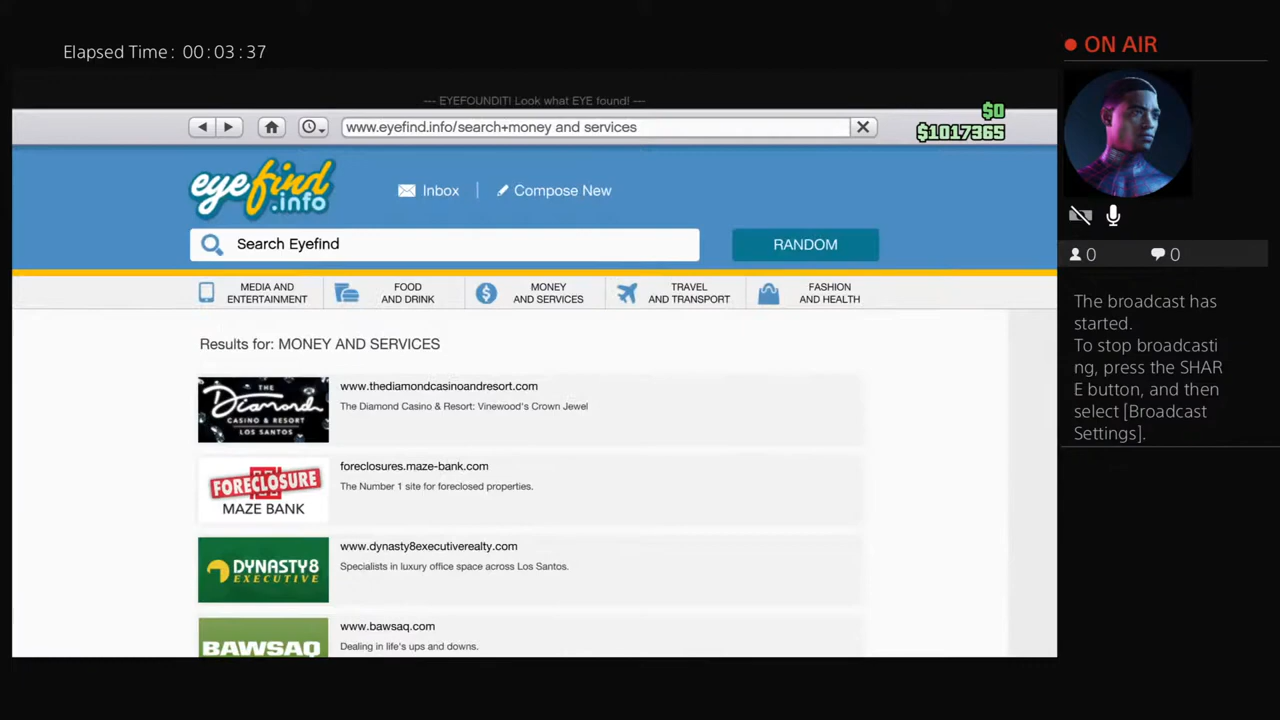 Elapsed Time: 00:03:37
ON AIR
--- EYEFOUNDIT! Look what EYE found! ---
www.eyefind.info/search+money and services
$0
$1017365
eyefind
.info
Inbox
Compose New
Search Eyefind
RANDOM
0
0
MEDIA AND
ENTERTAINMENT
FOOD
AND DRINK
MONEY
AND SERVICES
TRAVEL
AND TRANSPORT
FASHION
AND HEALTH
The broadcast has
started.
To stop broadcasti
ng, press the SHAR
E button, and then
select [Broadcast
Settings].
Results for: MONEY AND SERVICES
THE
Diamond
CASINO & RESORT
LOS SANTOS
www.thediamondcasinoandresort.com
The Diamond Casino & Resort: Vinewood's Crown Jewel
FORECLOSURE
MAZE BANK
foreclosures.maze-bank.com
The Number 1 site for foreclosed properties.
DYNASTY8
EXECUTIVE
www.dynasty8executiverealty.com
Specialists in luxury office space across Los Santos.
BAWSAQ
www.bawsaq.com
Dealing in life's ups and downs.